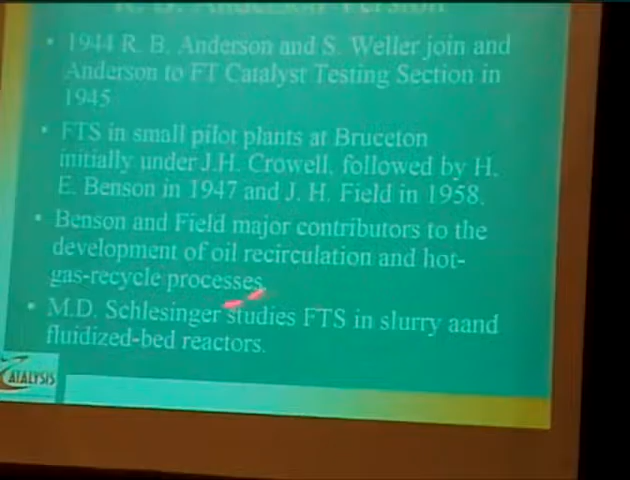 R. B. Anderson Version
• 1944 R. B. Anderson and S. Weller join and
Anderson to FT Catalyst Testing Section in
1945
• FTS in small pilot plants at Bruceton
initially under J.H. Crowell, followed by H.
E. Benson in 1947 and J. H. Field in 1958.
• Benson and Field major contributors to the
development of oil recirculation and hot-
gas-recycle processes.
• M.D. Schlesinger studies FTS in slurry aand
fluidized-bed reactors.
CATALYSIS